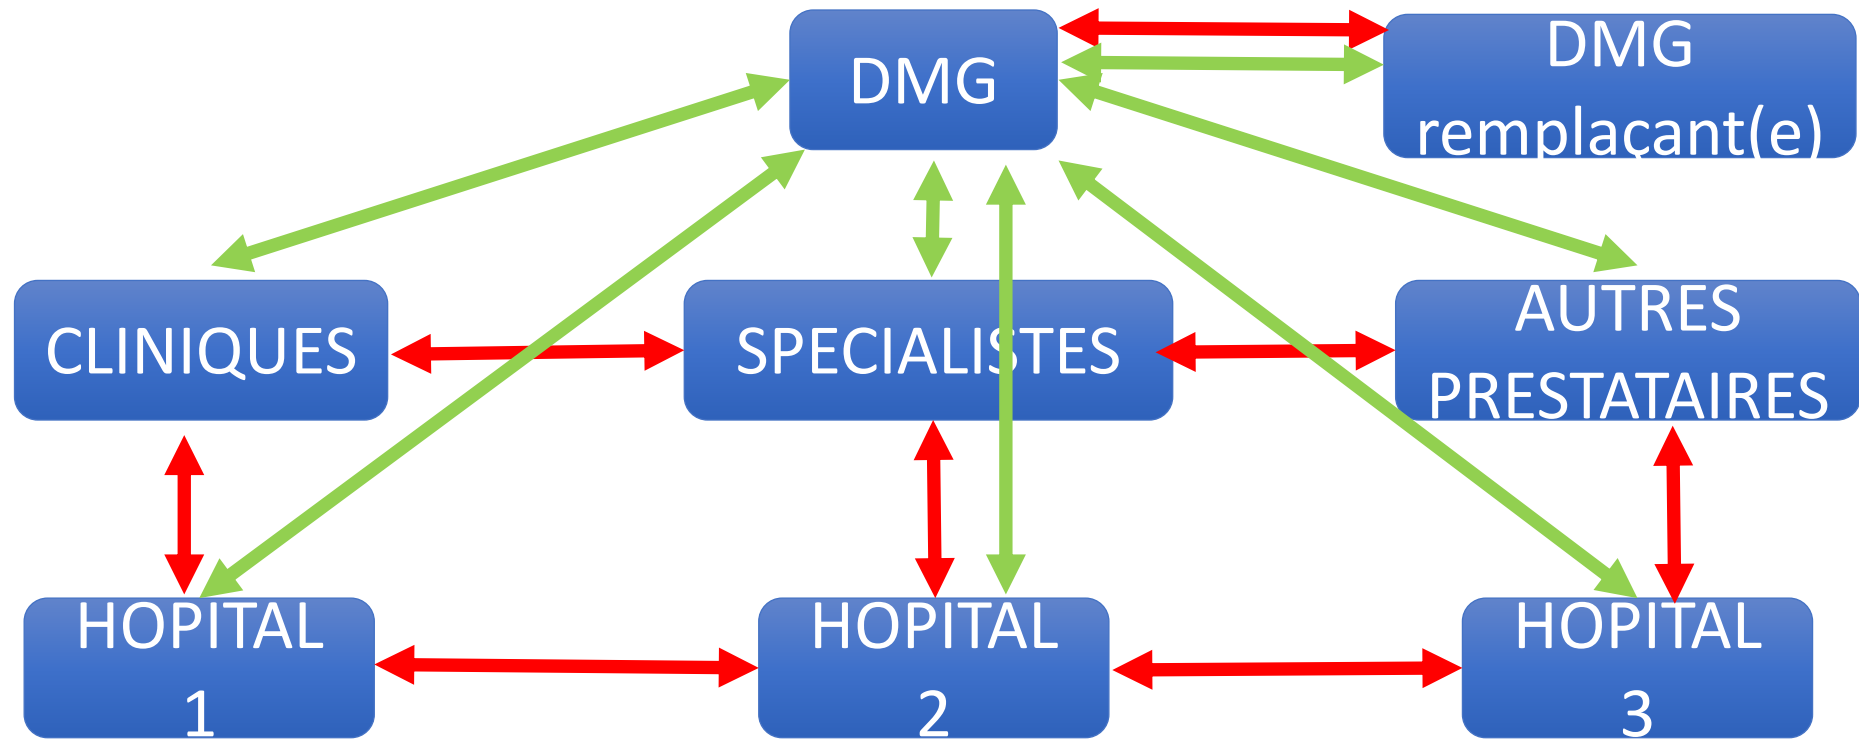 DMG
DMG
remplaçant(e)
CLINIQUES
SPECIALISTES
AUTRES
PRESTATAIRES
HOPITAL
1
HOPITAL
2
HOPITAL
3